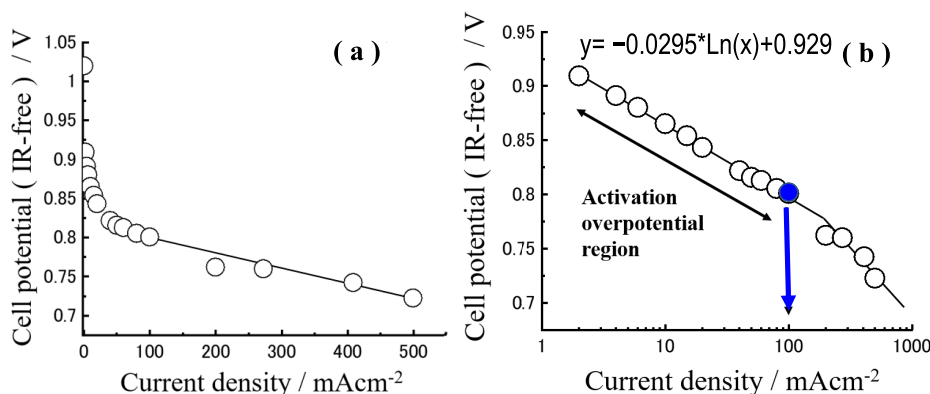 Cell potential ( IR-free ) / V
( a )
1.05
1
0.9
0.85
0.8
0.75
0.7
0 100 200 300 400 500
Current density / mAcm-2
Cell potential ( IR-free ) / V
y= −0.0295*Ln(x)+0.929
( b )
0.95
0.9
0.85
0.8
0.75
0.7
Activation
overpotential
region
1 10 100 1000
Current density / mAcm-2